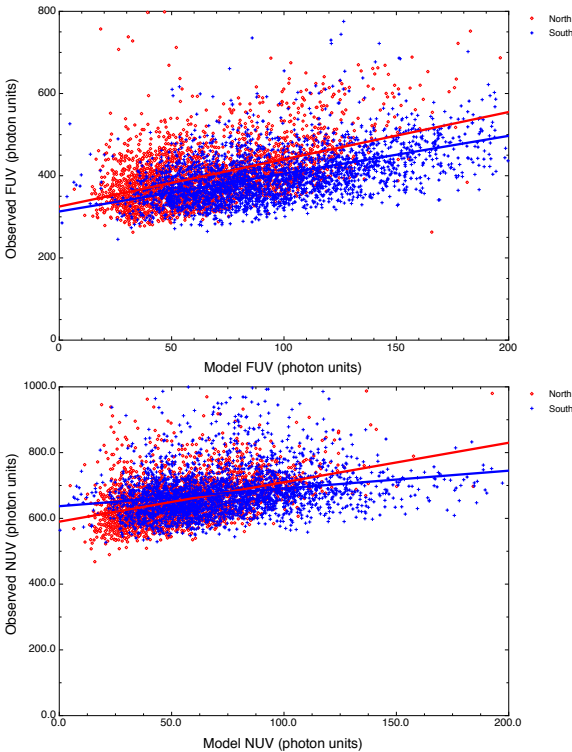 800
North
South
600
400
200
0
Observed FUV (photon units)
0 50 100 150 200
Model FUV (photon units)
1000.0
North
South
800.0
600.0
400.0
200.0
0.0
Observed NUV (photon units)
0.0 50.0 100.0 150.0 200.0
Model NUV (photon units)